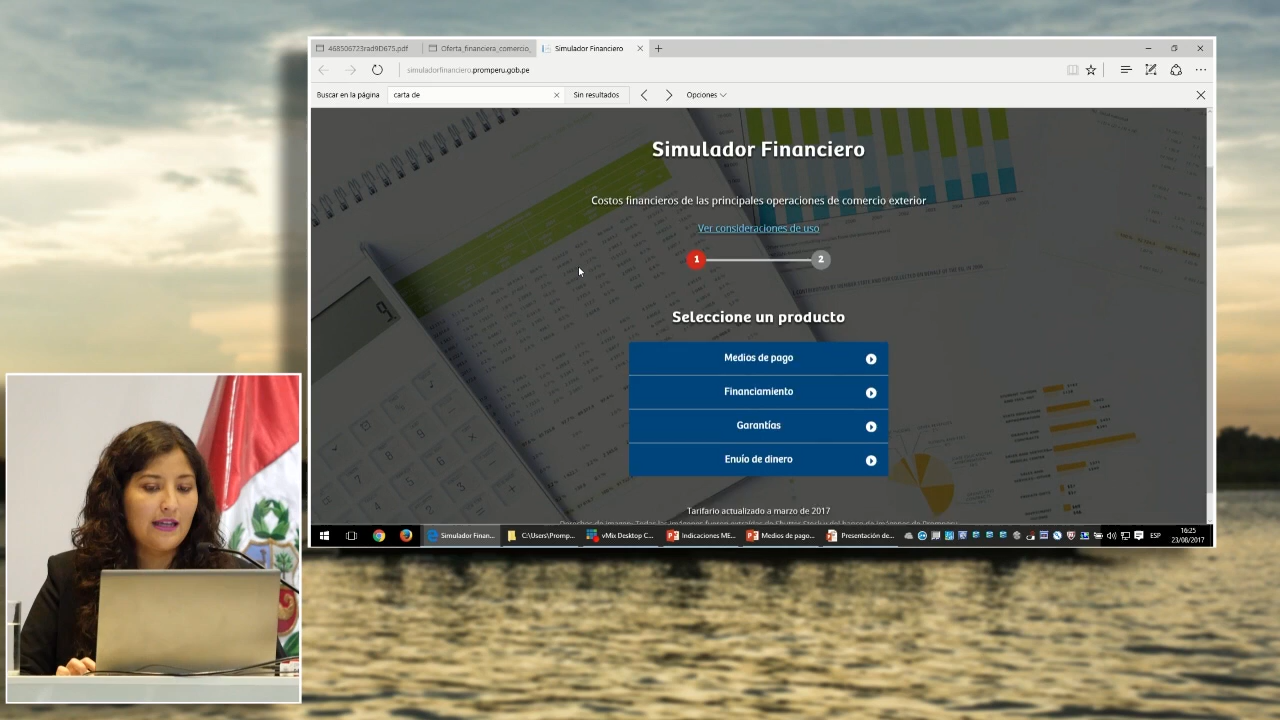 468506723rad9D675.pdf
Oferta_financiera_comercio_
Simulador Financiero
simuladorfinanciero.promperu.gob.pe
Buscar en la página
carta de
Sin resultados
Opciones
Simulador Financiero
Costos financieros de las principales operaciones de comercio exterior
Ver consideraciones de uso
1
2
Seleccione un producto
Medios de pago
Financiamiento
Garantías
Envío de dinero
Tarifario actualizado a marzo de 2017
Simulador Finan...
C:\Users\Promp...
vMix Desktop C...
Indicaciones ME...
Medios de pago...
Presentación de...
ESP
16:25
23/08/2017